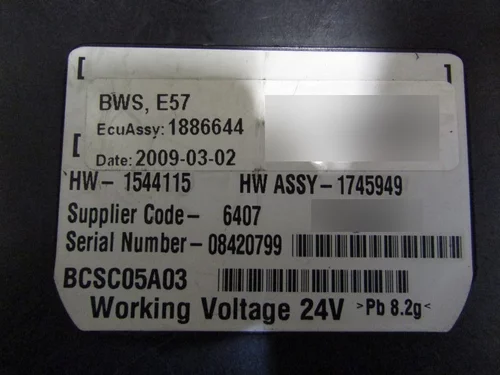 BWS, E57
EcuAssy: 1886644
Date: 2009-03-02
HW- 1544115 HW ASSY-1745949
Supplier Code- 6407
Serial Number- 08420799
BCSC05A03
Working Voltage 24V >Pb 8.2g<